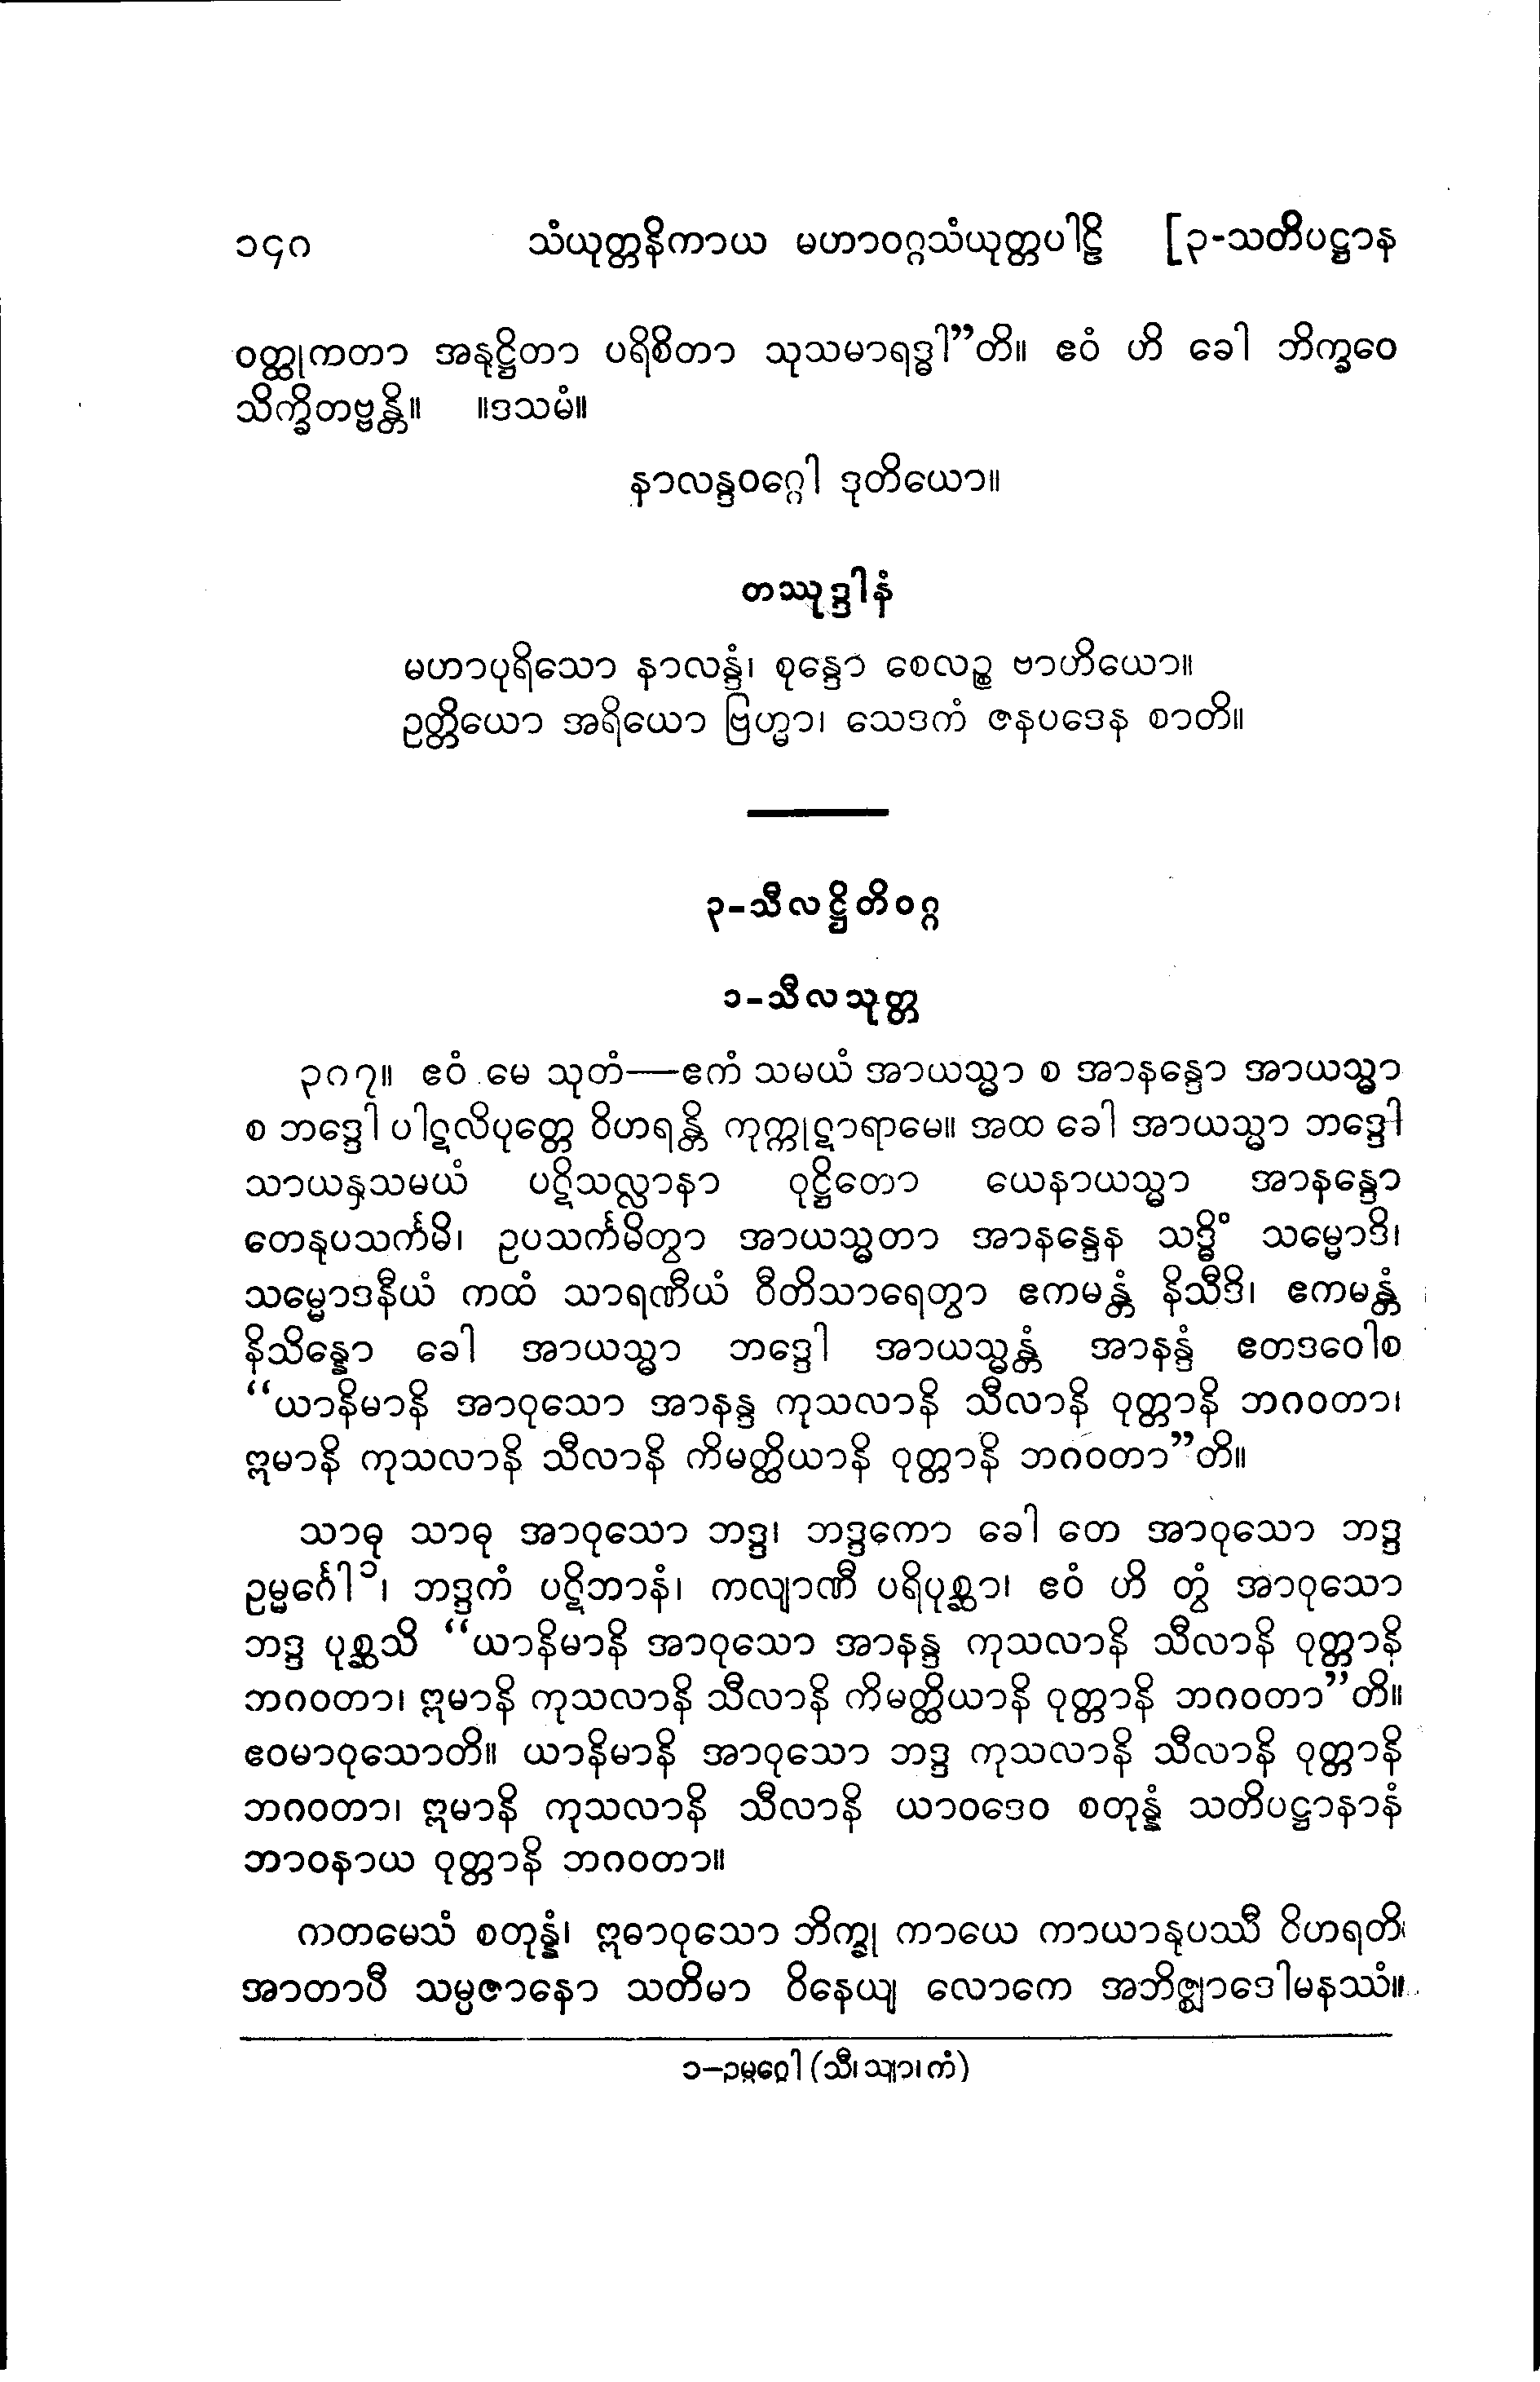 ၁၄၈ သံယုတ္တနိကာယ မဟာဝဂ္ဂသံယုတ္တပါဠိ [၃-သတိပဋ္ဌာန
ဝတ္ထုကတာ အနုဋ္ဌိတာ ပရိစိတာ သုသမာရဒ္ဓါ”တိ။ ဧဝံ ဟိ ခေါ ဘိက္ခဝေ
သိက္ခိတဗ္ဗန္တိ။ ။ဒသမံ။
နာလန္ဒဝဂ္ဂေါ ဒုတိယော။
တဿုဒ္ဒါနံ
မဟာပုရိသော နာလန္ဒံ၊ စုန္ဒော စေလဉ္စ ဗာဟိယော။
ဥတ္တိယော အရိယော ဗြဟ္မာ၊ သေဒကံ ဇနပဒေန စာတိ။
၃-သီလဋ္ဌိတိဝဂ္ဂ
၁-သီလသုတ္တ
၃၈၇။ ဧဝံ မေ သုတံ—ဧကံ သမယံ အာယသ္မာ စ အာနန္ဒော အာယသ္မာ
စ ဘဒ္ဒေါ ပါဋလိပုတ္တေ ဝိဟရန္တိ ကုက္ကုဋာရာမေ။ အထ ခေါ အာယသ္မာ ဘဒ္ဒေါ
သာယနှသမယံ ပဋိသလ္လာနာ ဝုဋ္ဌိတော ယေနာယသ္မာ အာနန္ဒော
တေနုပသင်္ကမိ၊ ဥပသင်္ကမိတွာ အာယသ္မတာ အာနန္ဒေန သဒ္ဓိံ သမ္မောဒိ၊
သမ္မောဒနီယံ ကထံ သာရဏီယံ ဝီတိသာရေတွာ ဧကမန္တံ နိသီဒိ၊ ဧကမန္တံ
နိသိန္နော ခေါ အာယသ္မာ ဘဒ္ဒေါ အာယသ္မန္တံ အာနန္ဒံ ဧတဒဝေါစ
“ယာနိမာနိ အာဝုသော အာနန္ဒ ကုသလာနိ သီလာနိ ဝုတ္တာနိ ဘဂဝတာ၊
ဣမာနိ ကုသလာနိ သီလာနိ ကိမတ္ထိယာနိ ဝုတ္တာနိ ဘဂဝတာ”တိ။
သာဓု သာဓု အာဝုသော ဘဒ္ဒ၊ ဘဒ္ဒကော ခေါ တေ အာဝုသော ဘဒ္ဒ
ဥမ္မင်္ဂေါ၁၊ ဘဒ္ဒကံ ပဋိဘာနံ၊ ကလျာဏီ ပရိပုစ္ဆာ၊ ဧဝံ ဟိ တွံ အာဝုသော
ဘဒ္ဒ ပုစ္ဆသိ “ယာနိမာနိ အာဝုသော အာနန္ဒ ကုသလာနိ သီလာနိ ဝုတ္တာနိ
ဘဂဝတာ၊ ဣမာနိ ကုသလာနိ သီလာနိ ကိမတ္ထိယာနိ ဝုတ္တာနိ ဘဂဝတာ”တိ။
ဧဝမာဝုသောတိ။ ယာနိမာနိ အာဝုသော ဘဒ္ဒ ကုသလာနိ သီလာနိ ဝုတ္တာနိ
ဘဂဝတာ၊ ဣမာနိ ကုသလာနိ သီလာနိ ယာဝဒေဝ စတုန္နံ သတိပဋ္ဌာနာနံ
ဘာဝနာယ ဝုတ္တာနိ ဘဂဝတာ။
ကတမေသံ စတုန္နံ၊ ဣဓာဝုသော ဘိက္ခု ကာယေ ကာယာနုပဿီ ဝိဟရတိ၊
အာတာပီ သမ္ပဇာနော သတိမာ ဝိနေယျ လောကေ အဘိဇ္ဈာဒေါမနဿံ။
၁-ဥမ္မဂ္ဂေါ (သီ၊ သျာ၊ ကံ)